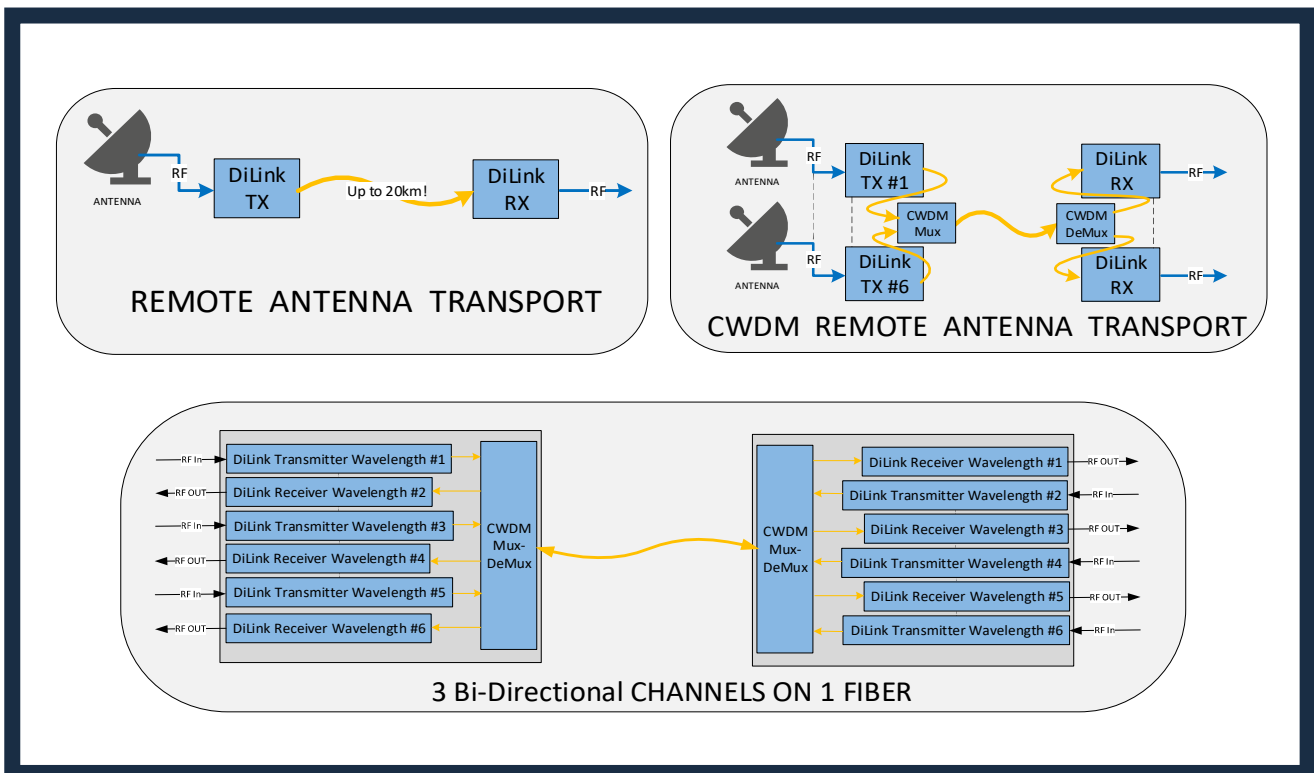 RF
DiLink
TX
Up to 20km!
DiLink
RX
RF
ANTENNA
REMOTE ANTENNA TRANSPORT
RF
DiLink
TX #1
DiLink
RX
RF
ANTENNA
CWDM
Mux
CWDM
DeMux
RF
DiLink
TX #6
DiLink
RX
RF
ANTENNA
CWDM REMOTE ANTENNA TRANSPORT
RF In
DiLink Transmitter Wavelength #1
RF OUT
DiLink Receiver Wavelength #2
RF In
DiLink Transmitter Wavelength #3
RF OUT
DiLink Receiver Wavelength #4
RF In
DiLink Transmitter Wavelength #5
RF OUT
DiLink Receiver Wavelength #6
CWDM
Mux-
DeMux
CWDM
Mux-
DeMux
DiLink Receiver Wavelength #1
RF OUT
DiLink Transmitter Wavelength #2
RF In
DiLink Receiver Wavelength #3
RF OUT
DiLink Transmitter Wavelength #4
RF In
DiLink Receiver Wavelength #5
RF OUT
DiLink Transmitter Wavelength #6
RF In
3 Bi-Directional CHANNELS ON 1 FIBER